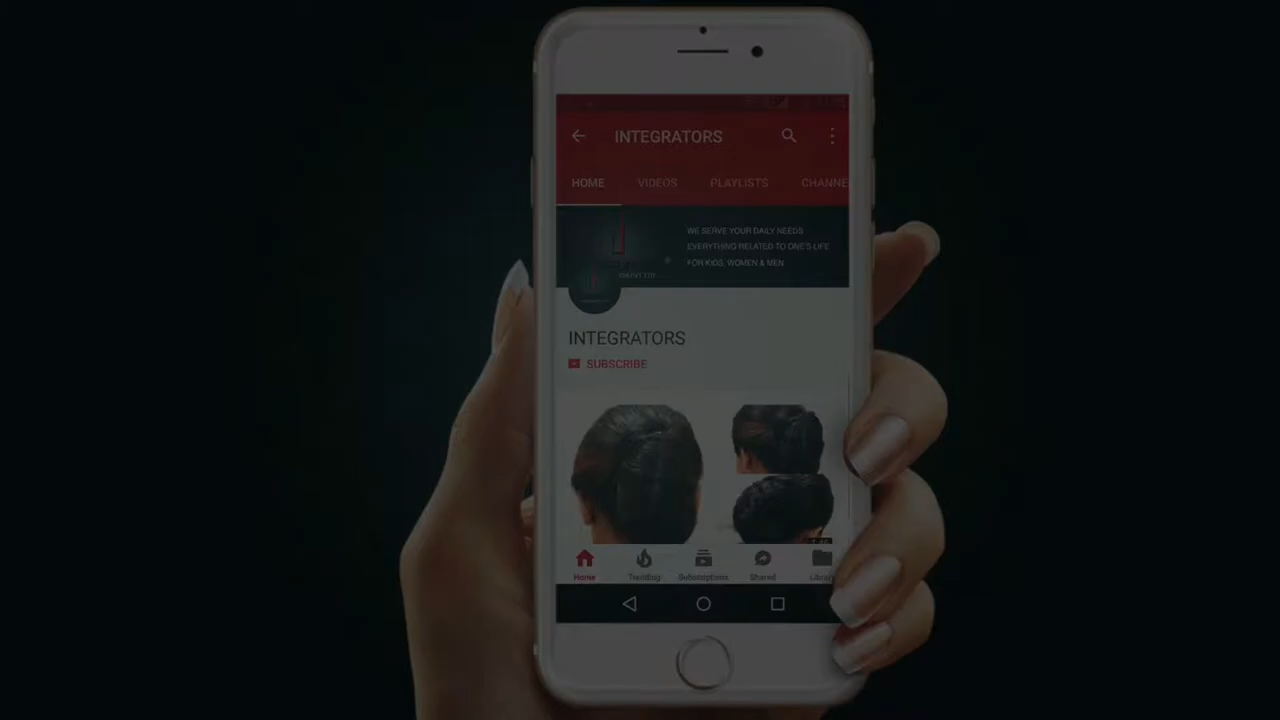 INTEGRATORS
HOME VIDEOS PLAYLISTS CHANNE
WE SERVE YOUR DAILY NEEDS
EVERYTHING RELATED TO ONE'S LIFE
FOR KIDS, WOMEN & MEN
INTEGRATORS
SUBSCRIBE
Home Trending Subscriptions Shared Library